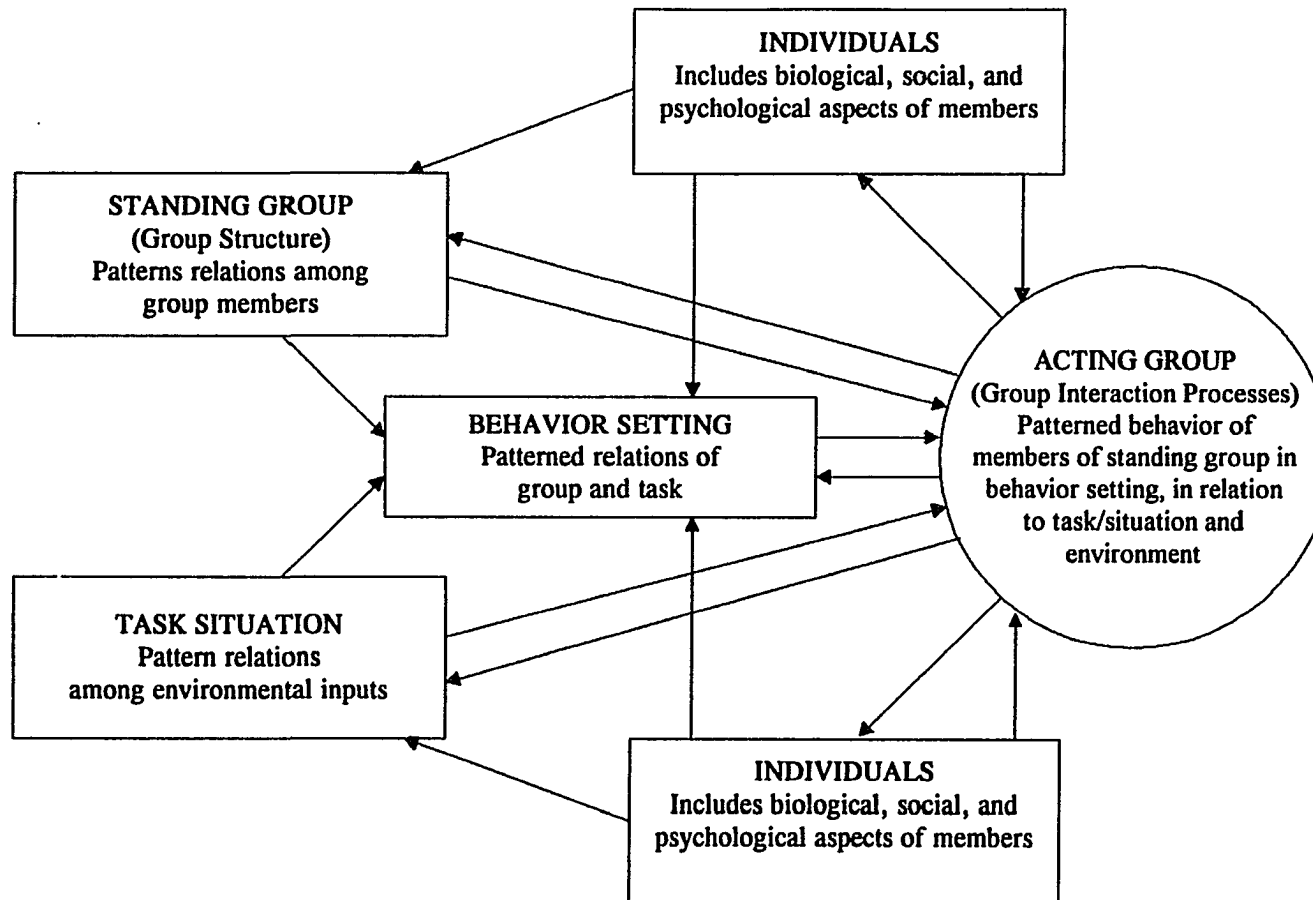 INDIVIDUALS
Includes biological, social, and
psychological aspects of members
STANDING GROUP
(Group Structure)
Patterns relations among
group members
ACTING GROUP
(Group Interaction Processes)
Patterned behavior of
members of standing group in
behavior setting, in relation
to task/situation and
environment
BEHAVIOR SETTING
Patterned relations of
group and task
TASK SITUATION
Pattern relations
among environmental inputs
INDIVIDUALS
Includes biological, social, and
psychological aspects of members